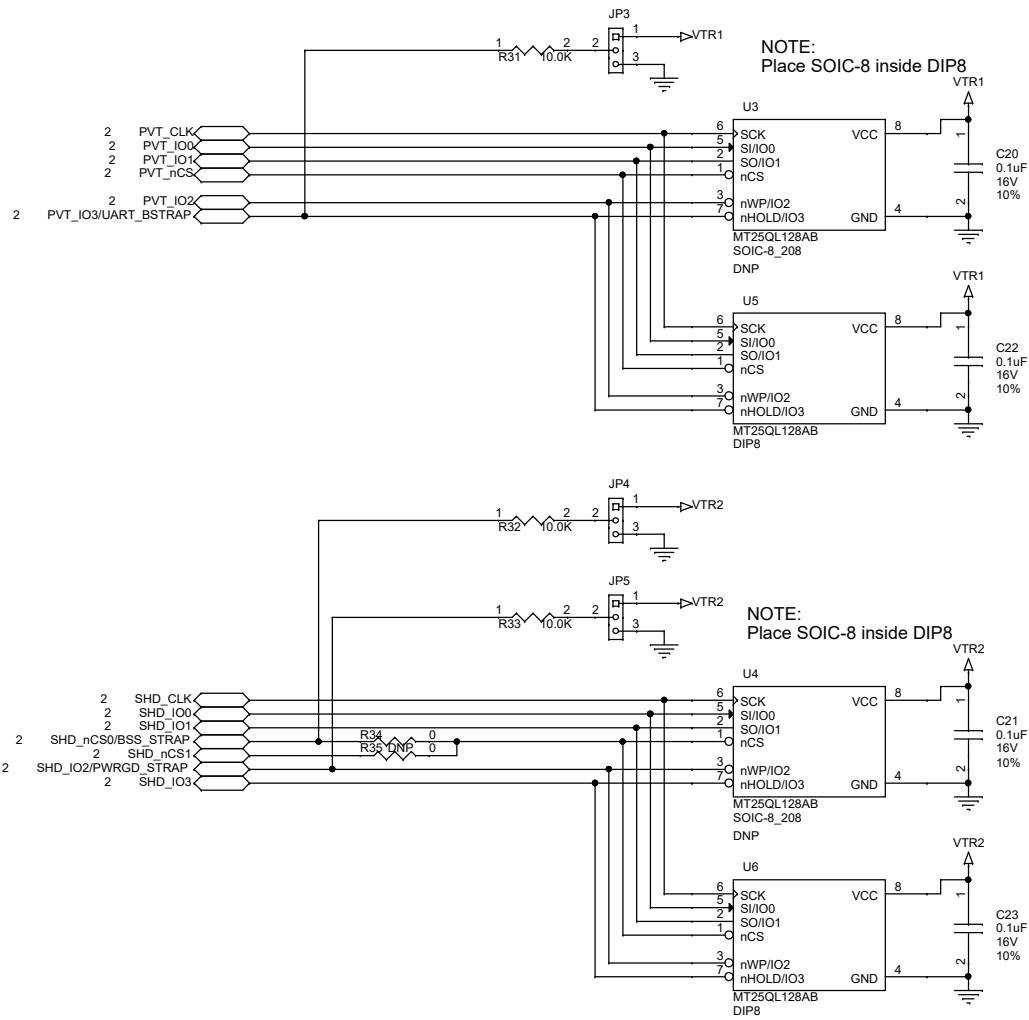 JP3
1 VTR1
1 2 2
R31 10.0K
3
NOTE:
Place SOIC-8 inside DIP8
VTR1
U3
2 PVT_CLK 6 SCK VCC 8 1
2 PVT_IO0 5 SI/IO0
2 PVT_IO1 2 SO/IO1
2 PVT_nCS 1 nCS
C20
0.1uF
16V
10%
2 PVT_IO2 3 nWP/IO2
2 PVT_IO3/UART_BSTRAP 7 nHOLD/IO3 GND 4 2
MT25QL128AB
SOIC-8_208
DNP
VTR1
U5
6 SCK VCC 8 1
5 SI/IO0
2 SO/IO1
1 nCS
C22
0.1uF
16V
10%
3 nWP/IO2
7 nHOLD/IO3 GND 4 2
MT25QL128AB
DIP8
JP4
1 VTR2
1 2 2
R32 10.0K
3
JP5
1 VTR2
1 2 2
R33 10.0K
3
NOTE:
Place SOIC-8 inside DIP8
VTR2
U4
2 SHD_CLK 6 SCK VCC 8 1
2 SHD_IO0 5 SI/IO0
2 SHD_IO1 2 SO/IO1
2 SHD_nCS0/BSS_STRAP R34 0 1 nCS
2 SHD_nCS1 R35 DNP 0
C21
0.1uF
16V
10%
2 SHD_IO2/PWRGD_STRAP 3 nWP/IO2
2 SHD_IO3 7 nHOLD/IO3 GND 4 2
MT25QL128AB
SOIC-8_208
DNP
VTR2
U6
6 SCK VCC 8 1
5 SI/IO0
2 SO/IO1
1 nCS
C23
0.1uF
16V
10%
3 nWP/IO2
7 nHOLD/IO3 GND 4 2
MT25QL128AB
DIP8